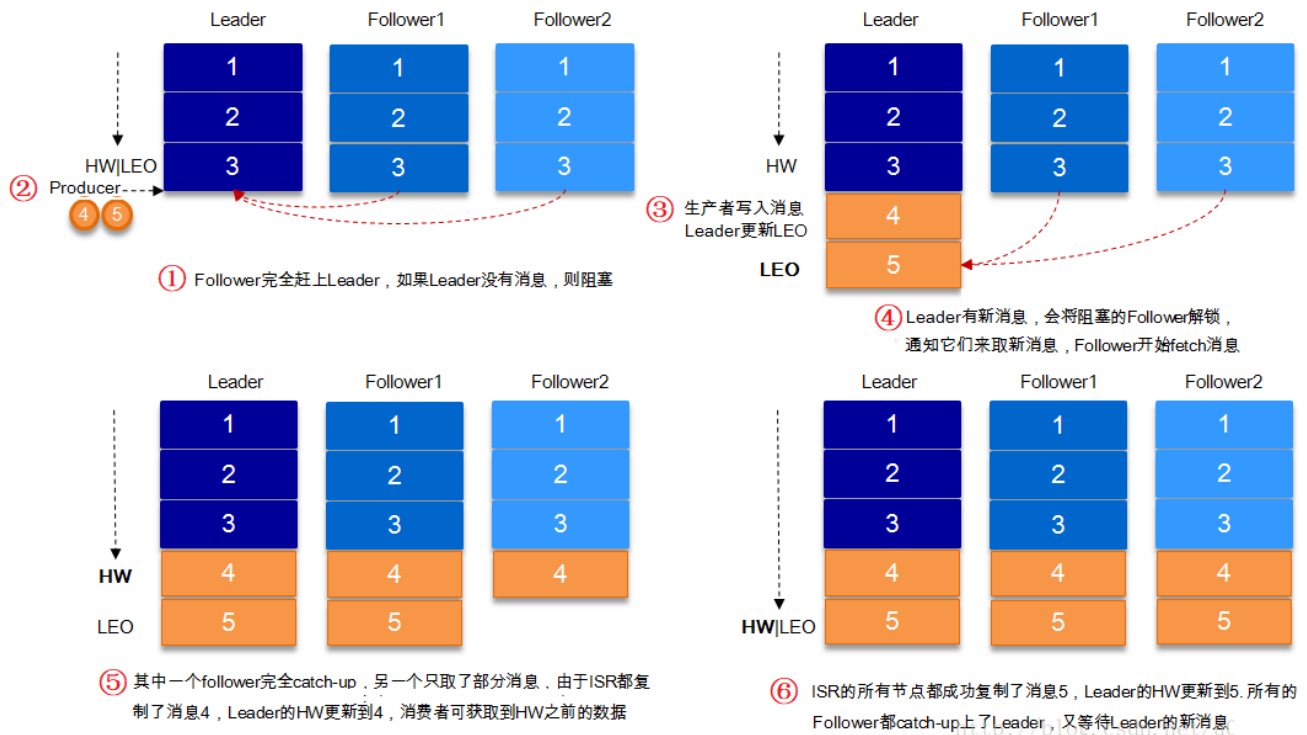 Leader Follower1 Follower2
1 1 1
2 2 2
3 3 3
HW|LEO
② Producer
4 5
① Follower完全赶上Leader，如果Leader没有消息，则阻塞
Leader Follower1 Follower2
1 1 1
2 2 2
3 3 3
HW
4
③ 生产者写入消息
Leader更新LEO
5
LEO
④ Leader有新消息，会将阻塞的Follower解锁，
通知它们来取新消息，Follower开始fetch消息
Leader Follower1 Follower2
1 1 1
2 2 2
3 3 3
HW 4 4 4
LEO 5 5
⑤ 其中一个follower完全catch-up，另一个只取了部分消息，由于ISR都复
制了消息4，Leader的HW更新到4，消费者可获取到HW之前的数据
Leader Follower1 Follower2
1 1 1
2 2 2
3 3 3
4 4 4
HW|LEO 5 5 5
⑥ ISR的所有节点都成功复制了消息5，Leader的HW更新到5. 所有的
Follower都catch-up上了Leader，又等待Leader的新消息